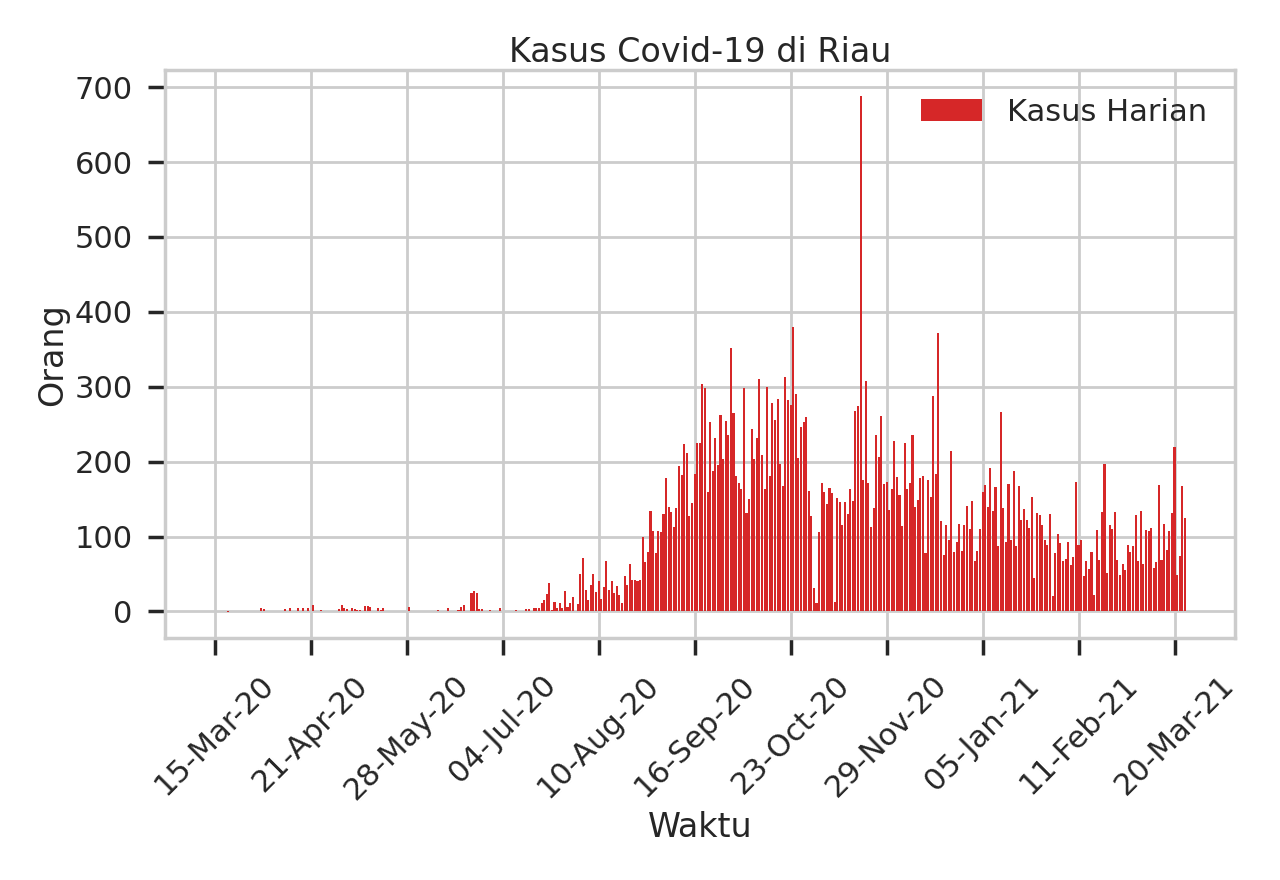 Kasus Covid-19 di Riau
Kasus Harian
Orang
700
600
500
400
300
200
100
0
15-Mar-20
21-Apr-20
28-May-20
04-Jul-20
10-Aug-20
16-Sep-20
23-Oct-20
29-Nov-20
05-Jan-21
11-Feb-21
20-Mar-21
Waktu